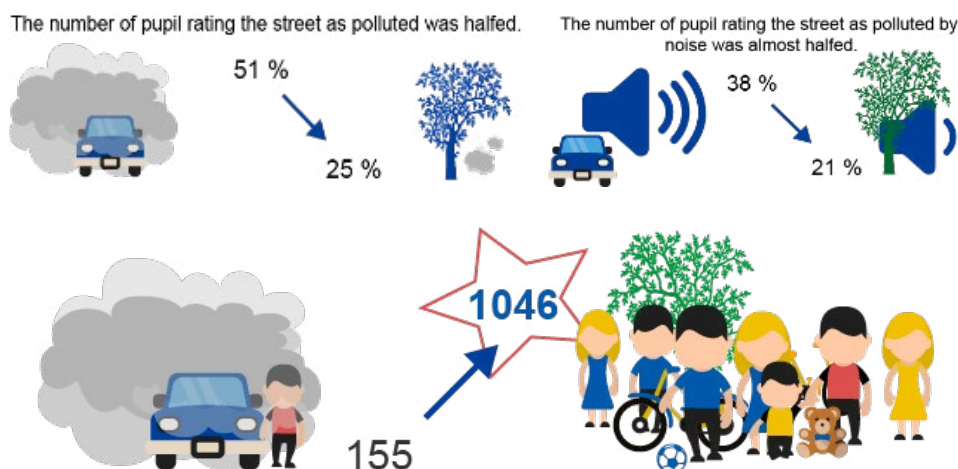 The number of pupil rating the street as polluted was halfed.
51 %
25 %
The number of pupil rating the street as polluted by
noise was almost halfed.
38 %
21 %
1046
155